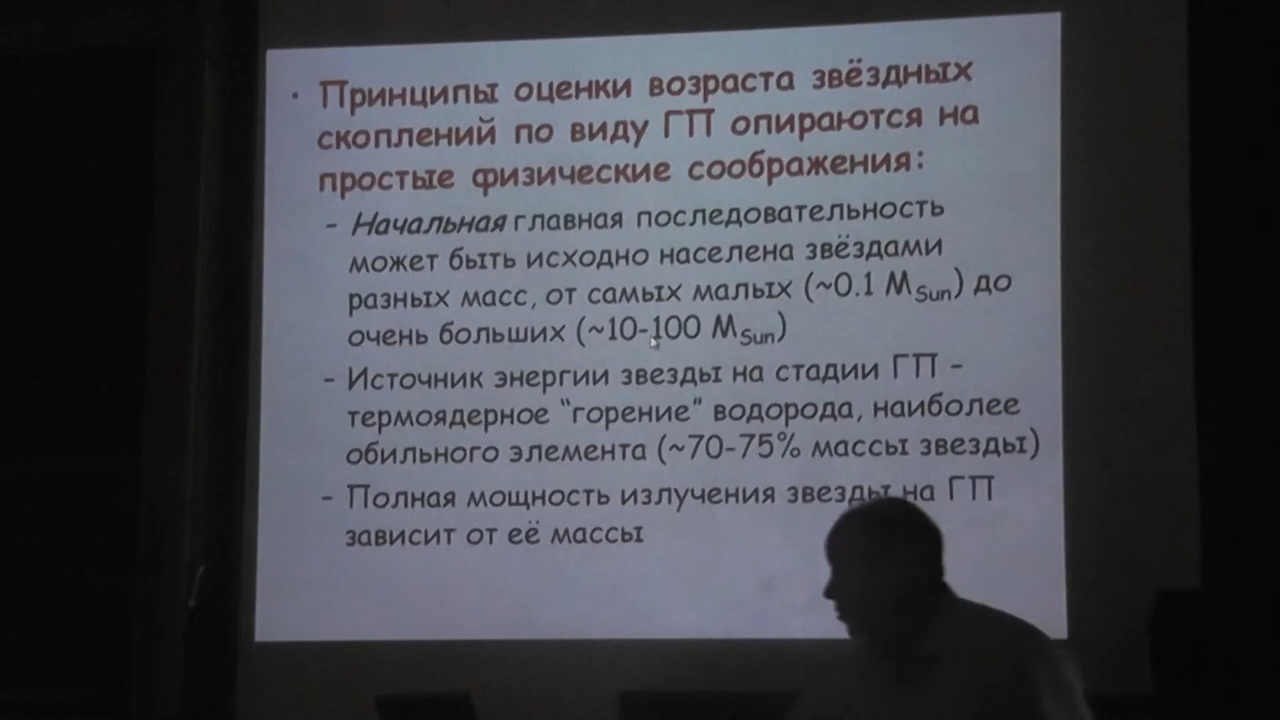 · Принципы оценки возраста звёздных
скоплений по виду ГП опираются на
простые физические соображения:
- Начальная главная последовательность
может быть исходно населена звёздами
разных масс, от самых малых (~0.1 MSun) до
очень больших (~10-100 MSun)
- Источник энергии звезды на стадии ГП -
термоядерное "горение" водорода, наиболее
обильного элемента (~70-75% массы звезды)
- Полная мощность излучения звезды на ГП
зависит от её массы